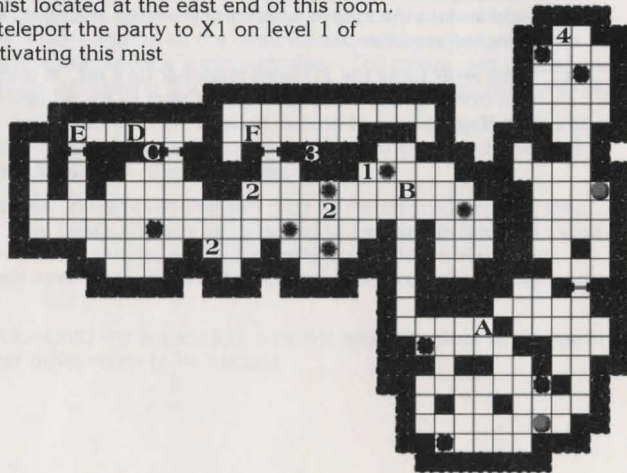 mist located at the east end of this room.
teleport the party to X1 on level 1 of
tivating this mist
4
E D F
C 3
1
2 B
2
2
A